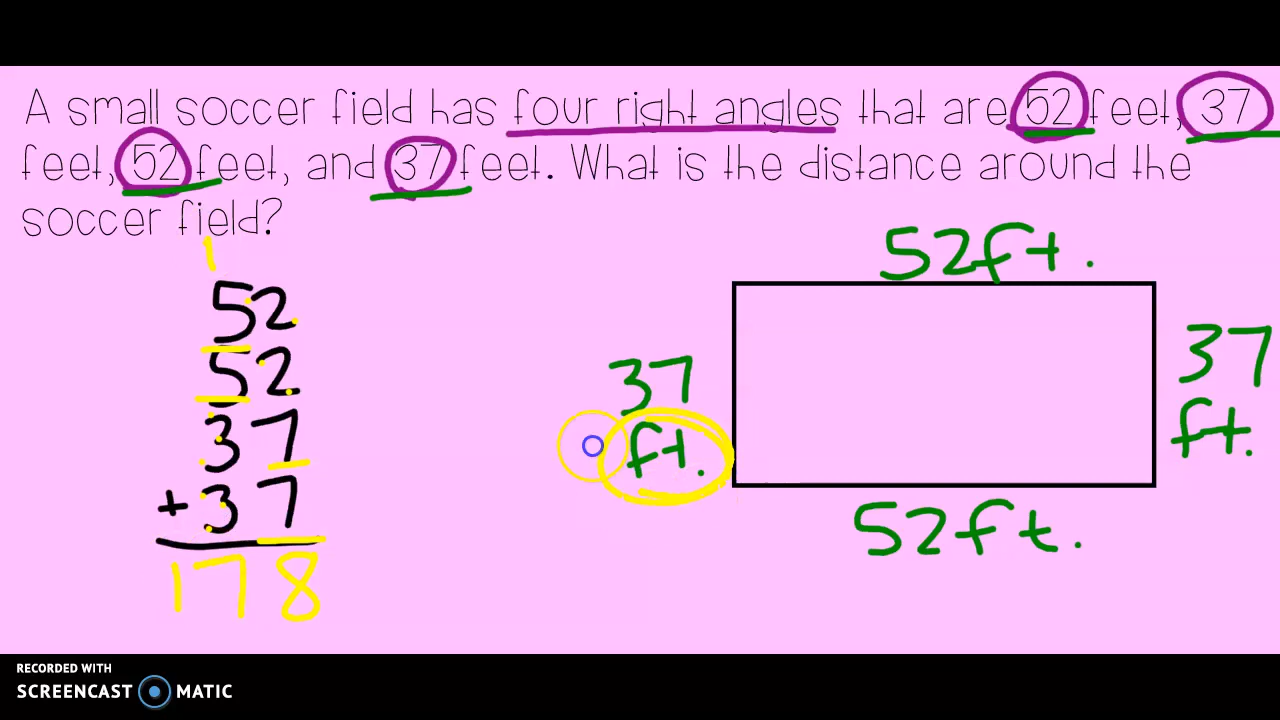 A small soccer field has four right angles that are 52 feet, 37
feet, 52 feet, and 37 feet. What is the distance around the
soccer field?
1
52
52
37
+37
178
52ft.
37
ft.
37
ft.
52ft.
RECORDED WITH
SCREENCAST MATIC